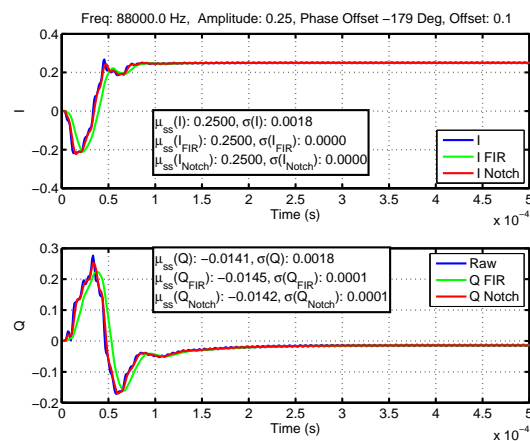 Freq: 88000.0 Hz,  Amplitude: 0.25, Phase Offset −179 Deg, Offset: 0.1
0.4
0.2
0
−0.2
−0.4
I
μss(I): 0.2500, σ(I): 0.0018
μss(IFIR): 0.2500, σ(IFIR): 0.0000
μss(INotch): 0.2500, σ(INotch): 0.0000
I
I FIR
I Notch
0 0.5 1 1.5 2 2.5 3 3.5 4 4.5 5
Time (s)
x 10−4
0.3
0.2
0.1
0
−0.1
−0.2
Q
μss(Q): −0.0141, σ(Q): 0.0018
μss(QFIR): −0.0145, σ(QFIR): 0.0001
μss(QNotch): −0.0142, σ(QNotch): 0.0001
Raw
Q FIR
Q Notch
0 0.5 1 1.5 2 2.5 3 3.5 4 4.5 5
Time (s)
x 10−4